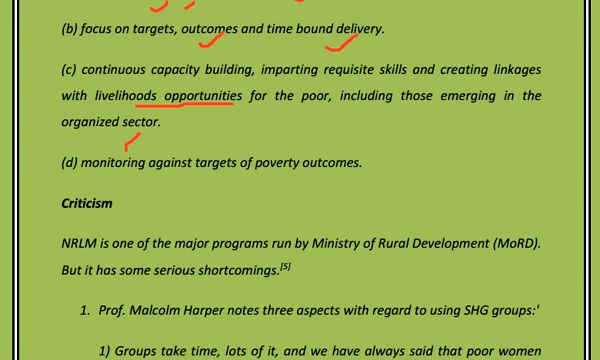 (b) focus on targets, outcomes and time bound delivery.
(c) continuous capacity building, imparting requisite skills and creating linkages
with livelihoods opportunities for the poor, including those emerging in the
organized sector.
(d) monitoring against targets of poverty outcomes.
Criticism
NRLM is one of the major programs run by Ministry of Rural Development (MoRD).
But it has some serious shortcomings.[5]
1. Prof. Malcolm Harper notes three aspects with regard to using SHG groups:'
1) Groups take time, lots of it, and we have always said that poor women